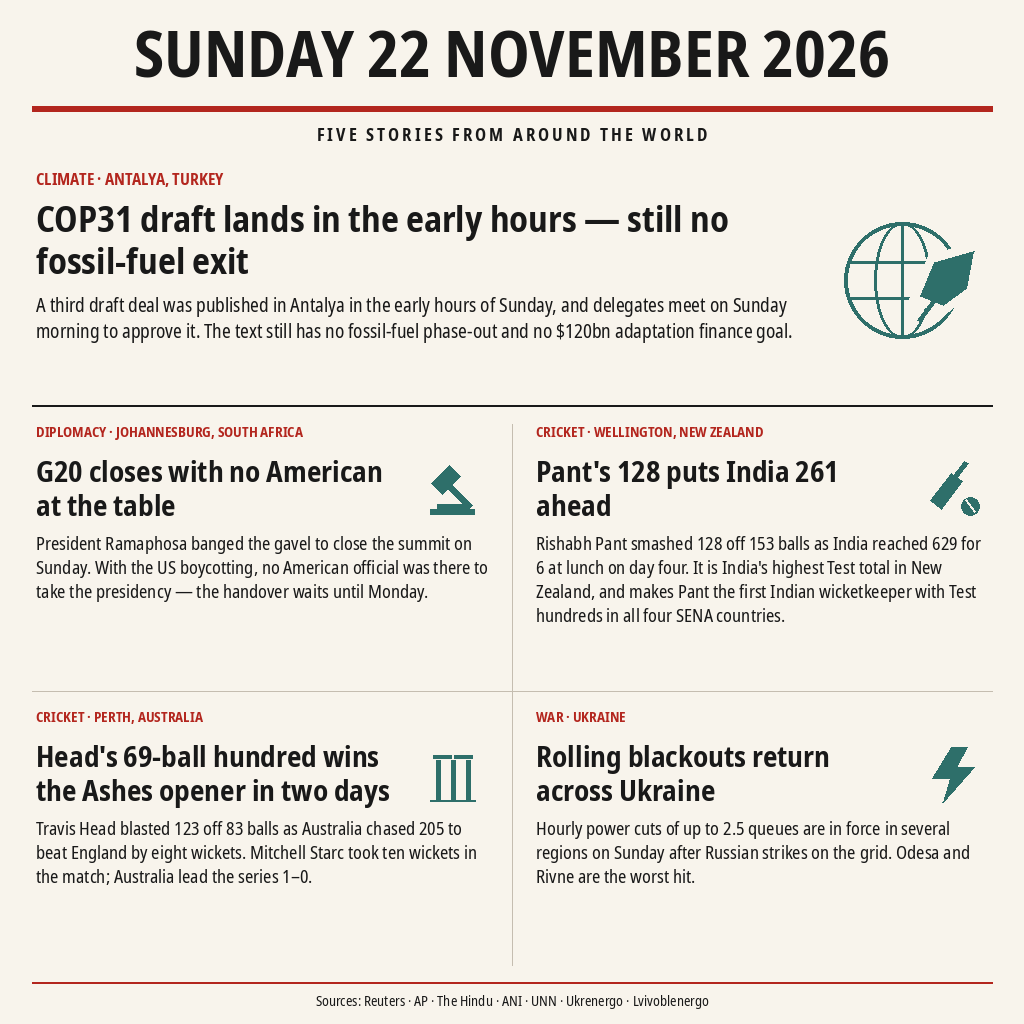 SUNDAY 22 NOVEMBER 2026
FIVE STORIES FROM AROUND THE WORLD
CLIMATE · ANTALYA, TURKEY
COP31 draft lands in the early hours — still no
fossil-fuel exit
A third draft deal was published in Antalya in the early hours of Sunday, and delegates meet on Sunday
morning to approve it. The text still has no fossil-fuel phase-out and no $120bn adaptation finance goal.
DIPLOMACY · JOHANNESBURG, SOUTH AFRICA
G20 closes with no American
at the table
President Ramaphosa banged the gavel to close the summit on
Sunday. With the US boycotting, no American official was there to
take the presidency — the handover waits until Monday.
CRICKET · WELLINGTON, NEW ZEALAND
Pant's 128 puts India 261
ahead
Rishabh Pant smashed 128 off 153 balls as India reached 629 for
6 at lunch on day four. It is India's highest Test total in New
Zealand, and makes Pant the first Indian wicketkeeper with Test
hundreds in all four SENA countries.
CRICKET · PERTH, AUSTRALIA
Head's 69-ball hundred wins
the Ashes opener in two days
Travis Head blasted 123 off 83 balls as Australia chased 205 to
beat England by eight wickets. Mitchell Starc took ten wickets in
the match; Australia lead the series 1–0.
WAR · UKRAINE
Rolling blackouts return
across Ukraine
Hourly power cuts of up to 2.5 queues are in force in several
regions on Sunday after Russian strikes on the grid. Odesa and
Rivne are the worst hit.
Sources: Reuters · AP · The Hindu · ANI · UNN · Ukrenergo · Lvivoblenergo